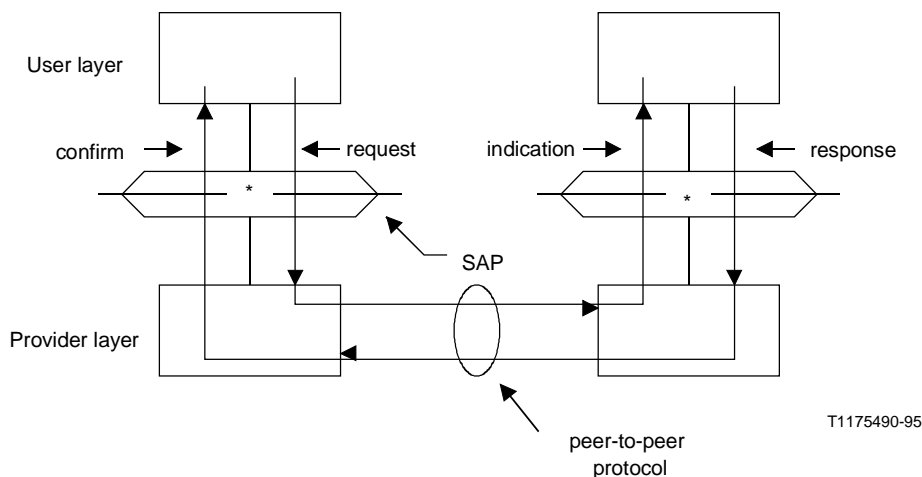 User layer
confirm
request
indication
response
*
*
SAP
Provider layer
T1175490-95
peer-to-peer
protocol